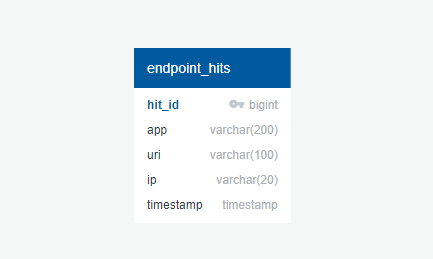 endpoint_hits
hit_id bigint
app varchar(200)
uri varchar(100)
ip varchar(20)
timestamp timestamp